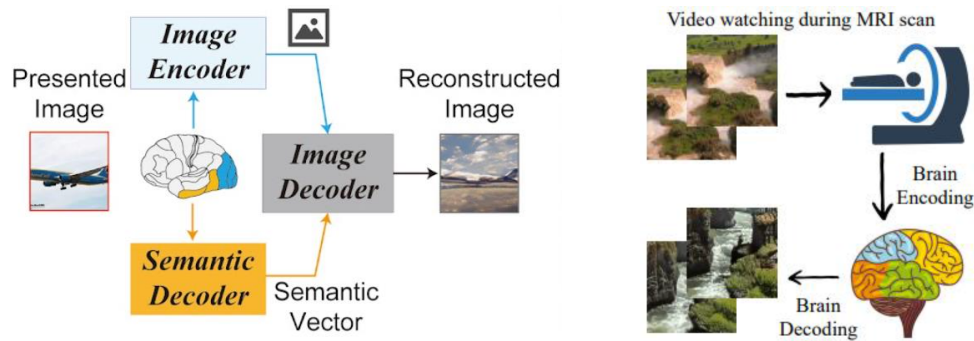 Image
Encoder
Presented
Image
Reconstructed
Image
Image
Decoder
Semantic
Decoder
Semantic
Vector
Video watching during MRI scan
Brain
Encoding
Brain
Decoding